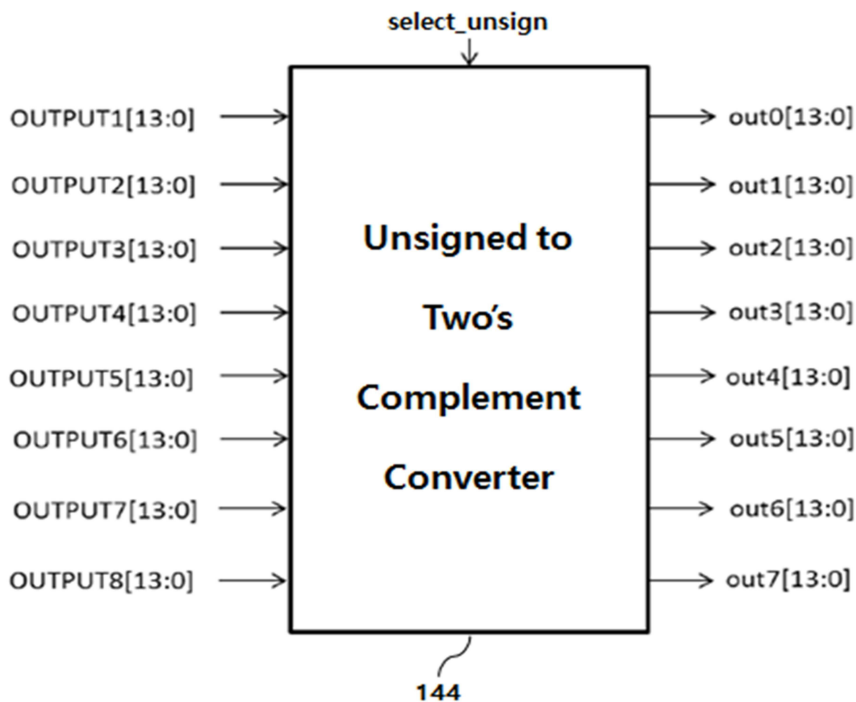 select_unsign
OUTPUT1[13:0]
OUTPUT2[13:0]
OUTPUT3[13:0]
OUTPUT4[13:0]
OUTPUT5[13:0]
OUTPUT6[13:0]
OUTPUT7[13:0]
OUTPUT8[13:0]
Unsigned to
Two's
Complement
Converter
out0[13:0]
out1[13:0]
out2[13:0]
out3[13:0]
out4[13:0]
out5[13:0]
out6[13:0]
out7[13:0]
144